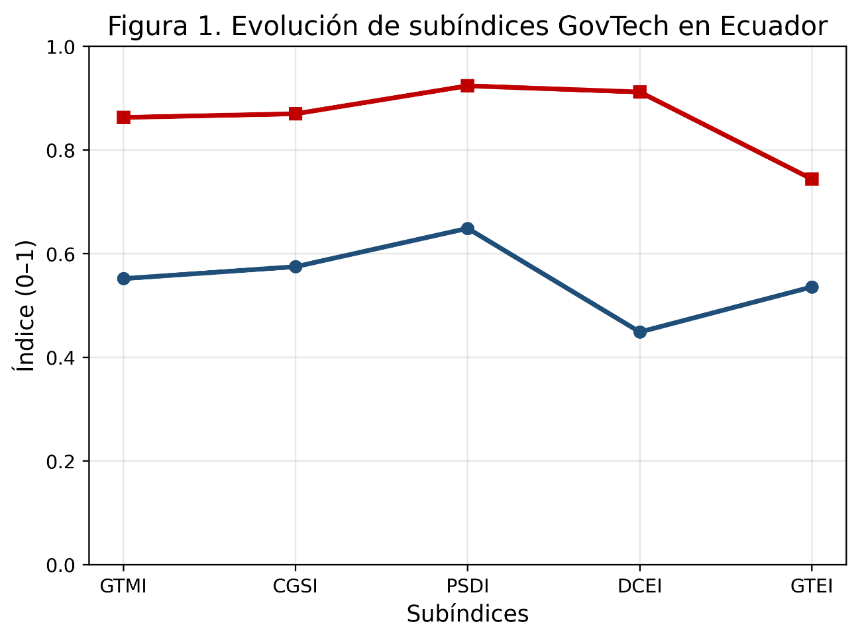 Figura 1. Evolución de subíndices GovTech en Ecuador
1.0
0.8
0.6
0.4
0.2
0.0
Índice (0–1)
GTMI CGSI PSDI DCEI GTEI
Subíndices